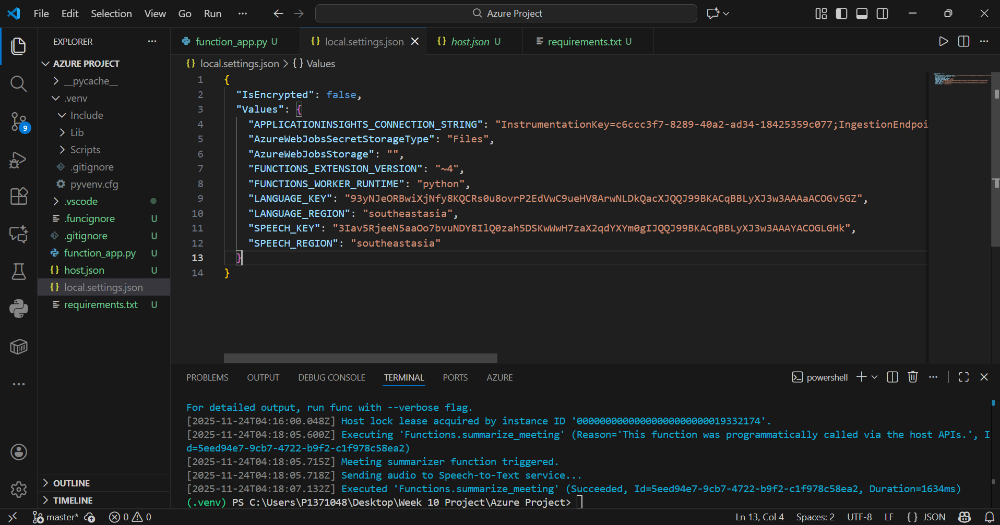 File Edit Selection View Go Run ··· Azure Project
EXPLORER ···
AZURE PROJECT
__pycache__
.venv
Include
Lib
Scripts
.gitignore
pyvenv.cfg
.vscode
.funcignore U
.gitignore U
function_app.py U
{} host.json U
{} local.settings.json
requirements.txt U
OUTLINE
TIMELINE
9
function_app.py U {} local.settings.json {} host.json U requirements.txt U
{} local.settings.json > {} Values
1 {
2 "IsEncrypted": false,
3 "Values": {
4 "APPLICATIONINSIGHTS_CONNECTION_STRING": "InstrumentationKey=c6ccc3f7-8289-40a2-ad34-18425359c077;IngestionEndpoi
5 "AzureWebJobsSecretStorageType": "Files",
6 "AzureWebJobsStorage": "",
7 "FUNCTIONS_EXTENSION_VERSION": "~4",
8 "FUNCTIONS_WORKER_RUNTIME": "python",
9 "LANGUAGE_KEY": "93yNJeORBwiXjNfy8KQCRs0u8ovrP2EdVwC9ueHV8ArwNLDkQacXJQQJ99BKACqBBLyXJ3w3AAAaACOGv5GZ",
10 "LANGUAGE_REGION": "southeastasia",
11 "SPEECH_KEY": "3Iav5RjeeN5aaOo7bvuNDY8IlQ0zah5DSKwWwH7zaX2qdYXYm0gIJQQJ99BKACqBBLyXJ3w3AAAYACOGLGHk",
12 "SPEECH_REGION": "southeastasia"
13 }
14 }
PROBLEMS OUTPUT DEBUG CONSOLE TERMINAL PORTS AZURE powershell
For detailed output, run func with --verbose flag.
[2025-11-24T04:16:00.048Z] Host lock lease acquired by instance ID '00000000000000000000000019332174'.
[2025-11-24T04:18:05.600Z] Executing 'Functions.summarize_meeting' (Reason='This function was programmatically called via the host APIs.', I
d=5eed94e7-9cb7-4722-b9f2-c1f978c58ea2)
[2025-11-24T04:18:05.715Z] Meeting summarizer function triggered.
[2025-11-24T04:18:05.718Z] Sending audio to Speech-to-Text service...
[2025-11-24T04:18:07.132Z] Executed 'Functions.summarize_meeting' (Succeeded, Id=5eed94e7-9cb7-4722-b9f2-c1f978c58ea2, Duration=1634ms)
(.venv) PS C:\Users\P1371048\Desktop\Week 10 Project\Azure Project>
master* 0 0 Ln 13, Col 4 Spaces: 2 UTF-8 LF {} JSON